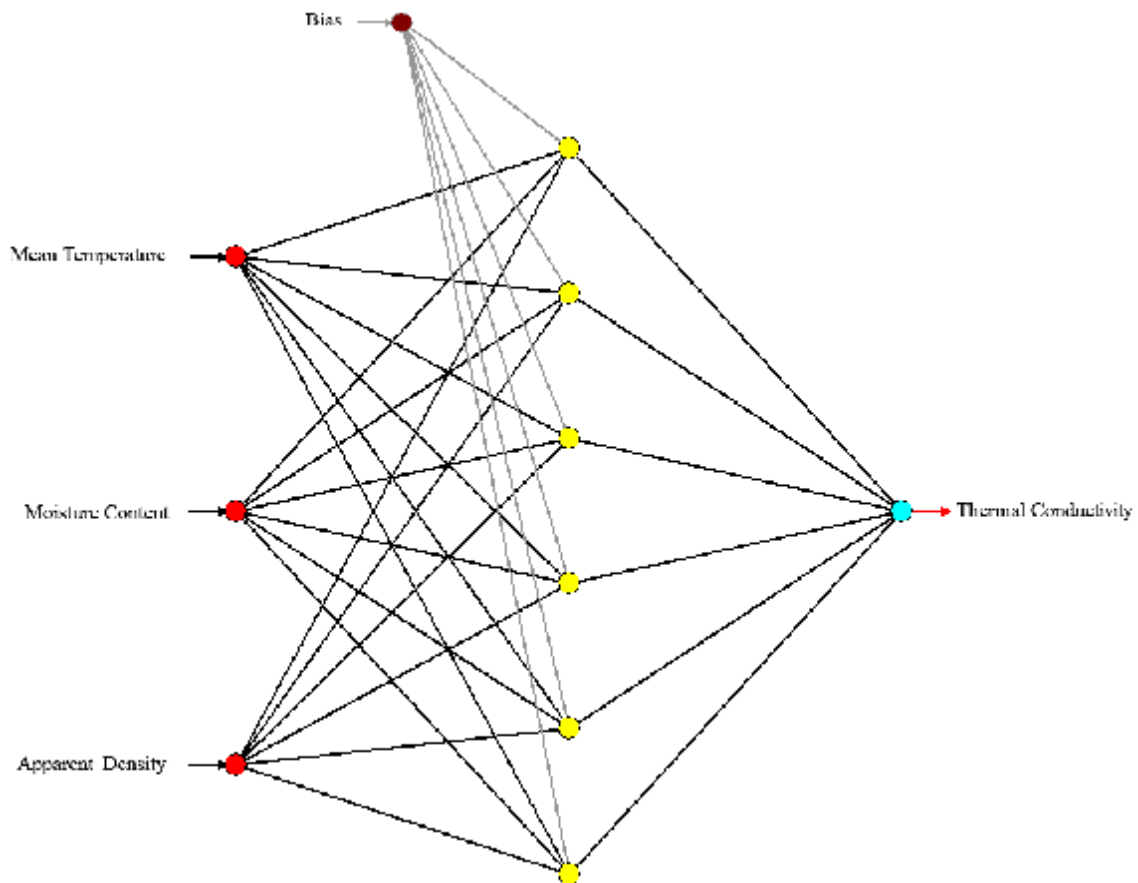 Bias
Mean Temperature
Moisture Content
Thermal Conductivity
Apparent Density